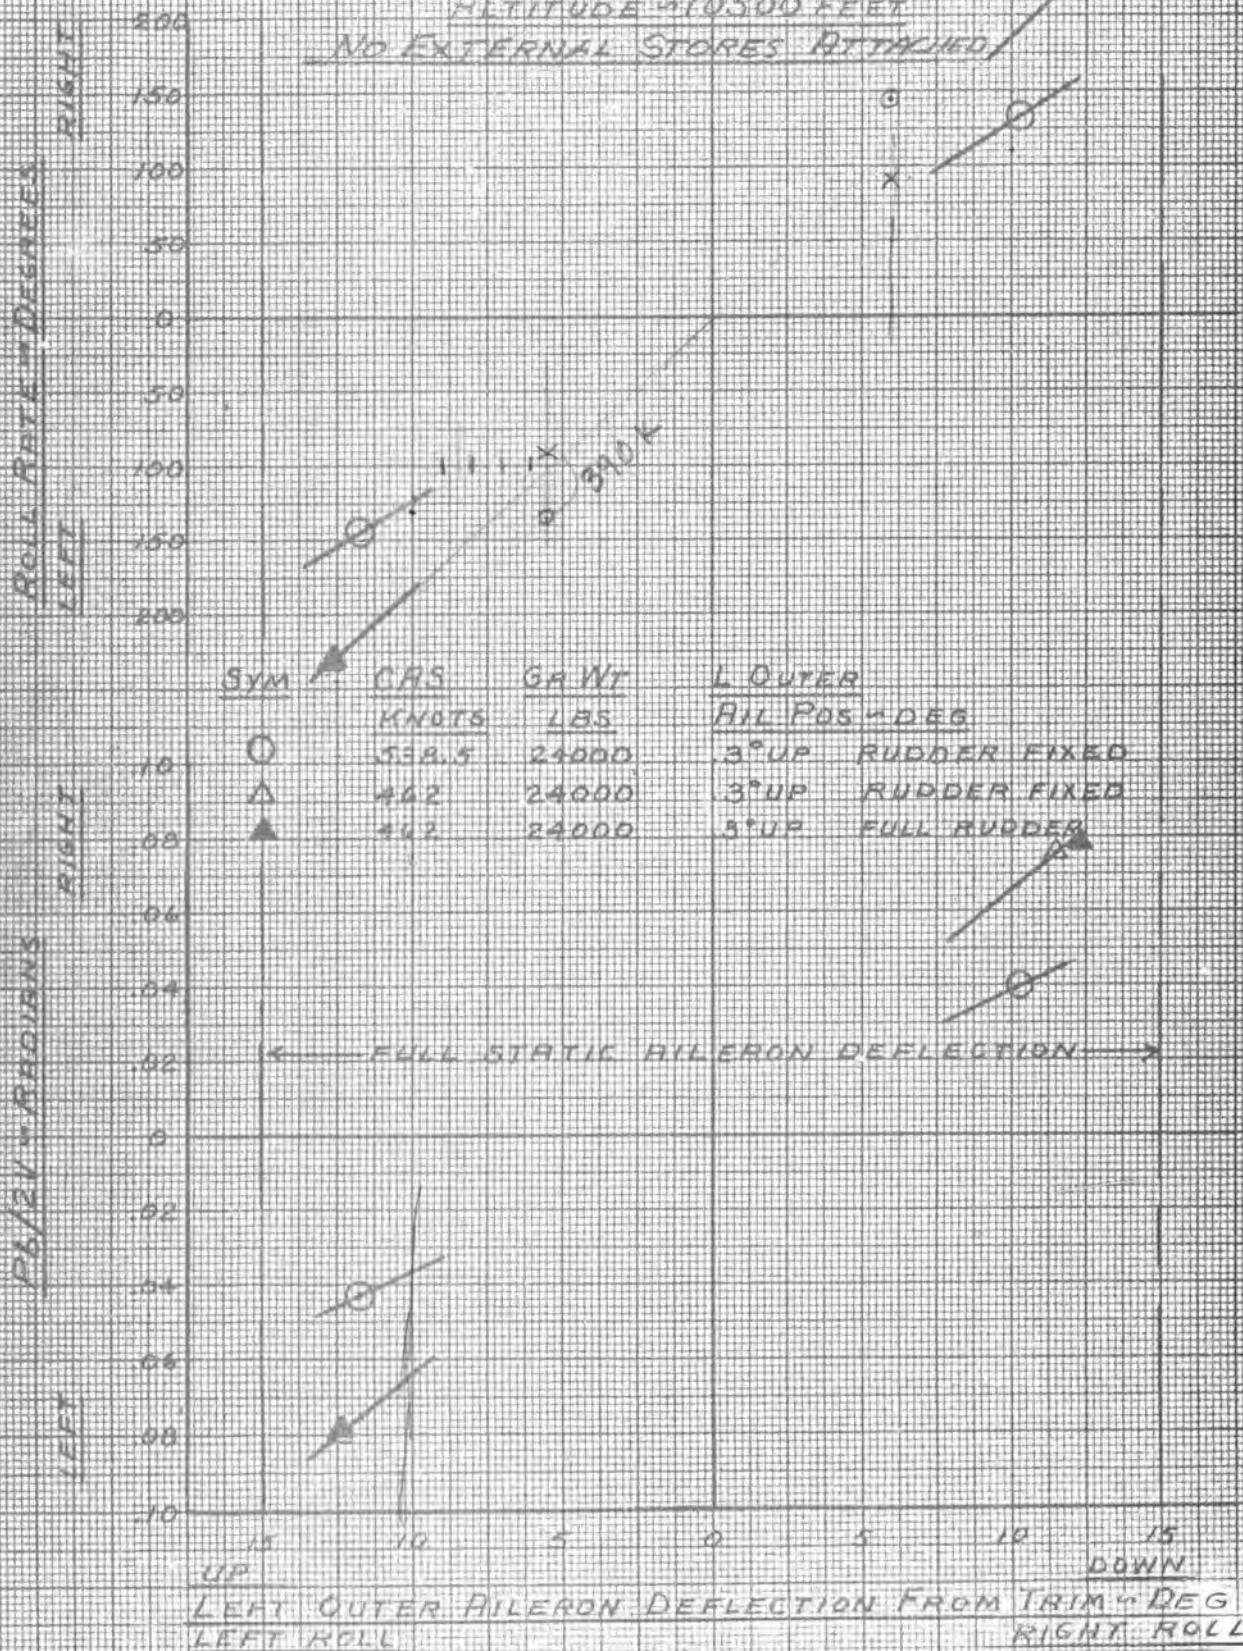 ALTITUDE ~ 10500 FEET
NO EXTERNAL STORES ATTACHED
ROLL RATE ~ DEGREES
RIGHT
LEFT
200
150
100
50
0
50
100
150
200
390 K
SYM CAS GR WT L OUTER
KNOTS LBS AIL POS ~ DEG
24000 .3° UP RUDDER FIXED
462 24000 .3° UP RUDDER FIXED
462 24000 .3° UP FULL RUDDER
Pb/2V ~ RADIANS
RIGHT
LEFT
.10
.08
.06
.04
.02
0
.02
.04
.06
.08
.10
FULL STATIC AILERON DEFLECTION
15 10 5 0 5 10 15
UP DOWN
LEFT OUTER AILERON DEFLECTION FROM TRIM ~ DEG
LEFT ROLL RIGHT ROLL